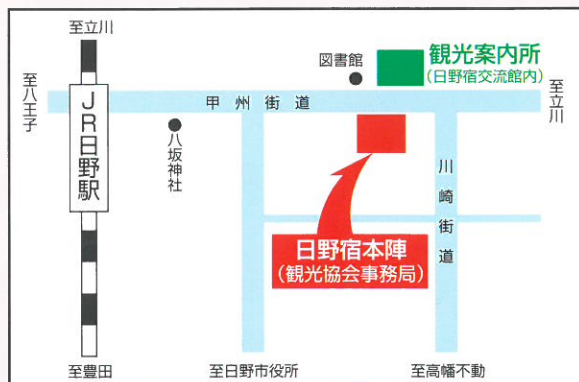 至立川
図書館
観光案内所
(日野宿交流館内)
至八王子
JR日野駅
甲州街道
至立川
八坂神社
川崎街道
日野宿本陣
(観光協会事務局)
至豊田
至日野市役所
至高幡不動